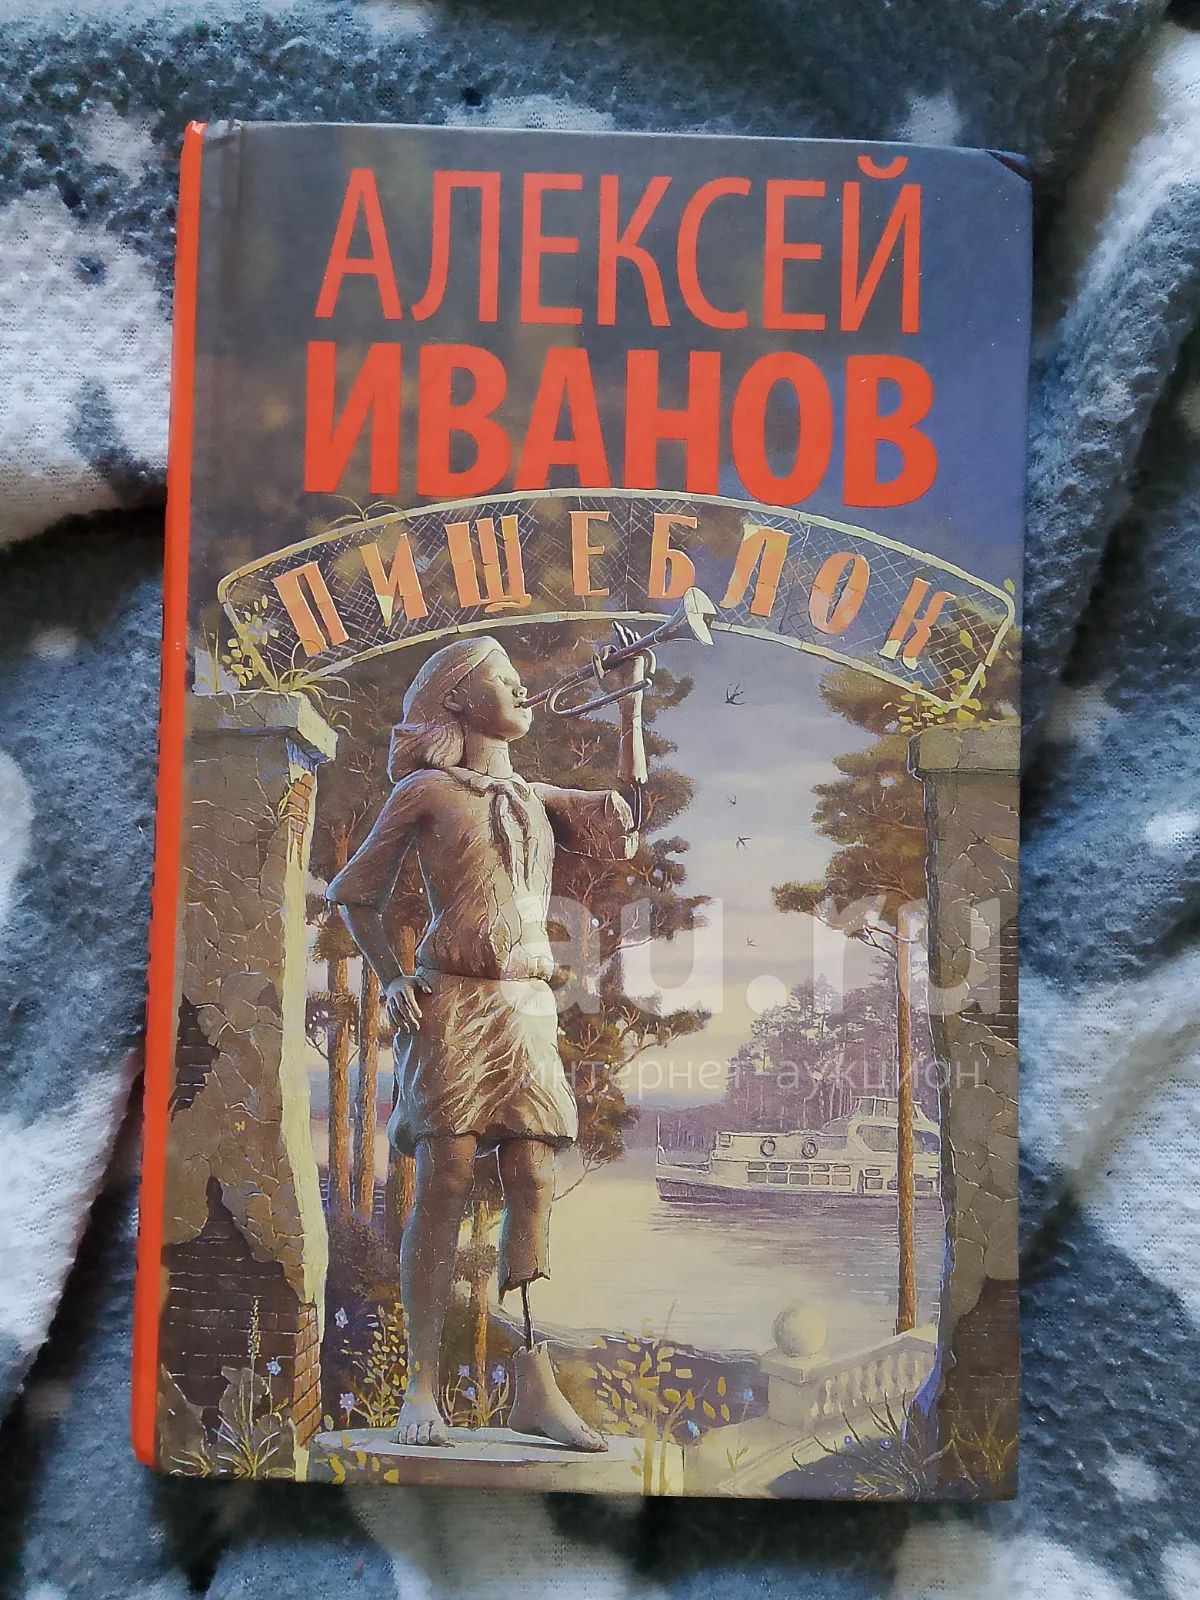 АЛЕКСЕЙ
ИВАНОВ
ПИЩЕБЛОК
au.ru
интернет-аукцион